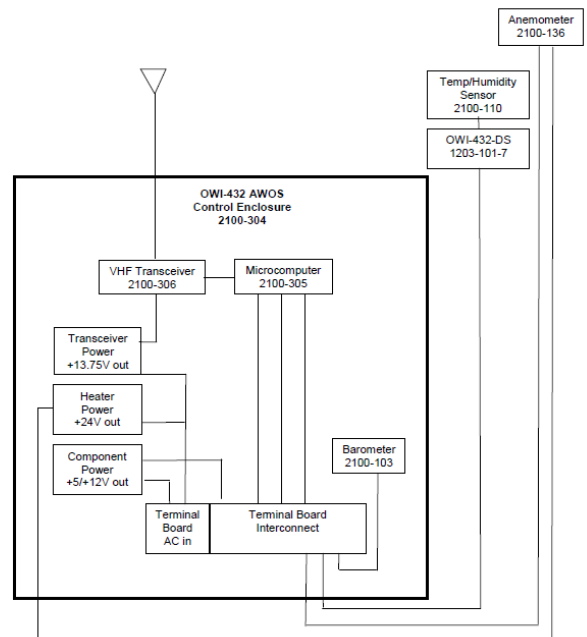 Anemometer
2100-136
Temp/Humidity
Sensor
2100-110
OWI-432-DS
1203-101-7
OWI-432 AWOS
Control Enclosure
2100-304
VHF Transceiver
2100-306
Microcomputer
2100-305
Transceiver
Power
+13.75V out
Heater
Power
+24V out
Component
Power
+5/+12V out
Barometer
2100-103
Terminal
Board
AC in
Terminal Board
Interconnect